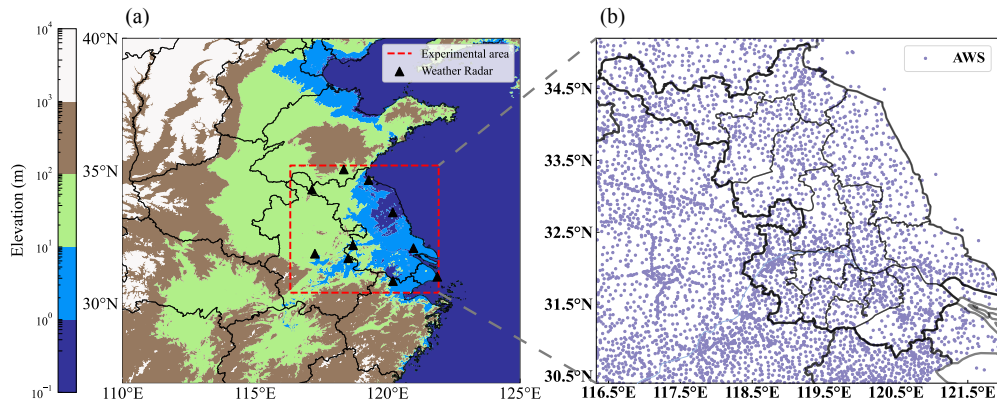 (a)
(b)
Elevation (m)
10⁴
10³
10²
10¹
10⁰
10⁻¹
40°N
35°N
30°N
110°E
115°E
120°E
125°E
Experimental area
Weather Radar
AWS
34.5°N
33.5°N
32.5°N
31.5°N
30.5°N
116.5°E
117.5°E
118.5°E
119.5°E
120.5°E
121.5°E